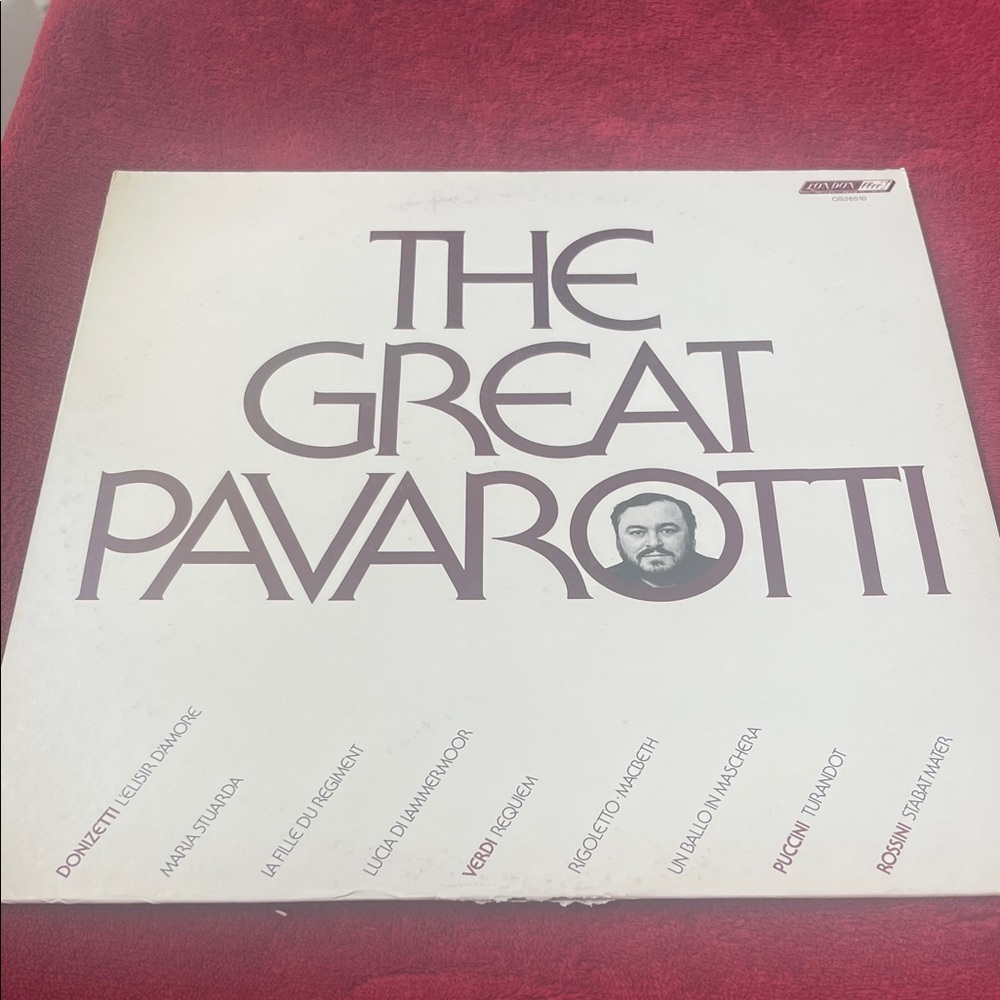 LONDON ffrr
OS26510
THE
GREAT
PAVAROTTI
DONIZETTI L'ELISIR D'AMORE
MARIA STUARDA
LA FILLE DU REGIMENT
LUCIA DI LAMMERMOOR
VERDI REQUIEM
RIGOLETTO · MACBETH
UN BALLO IN MASCHERA
PUCCINI TURANDOT
ROSSINI STABAT MATER